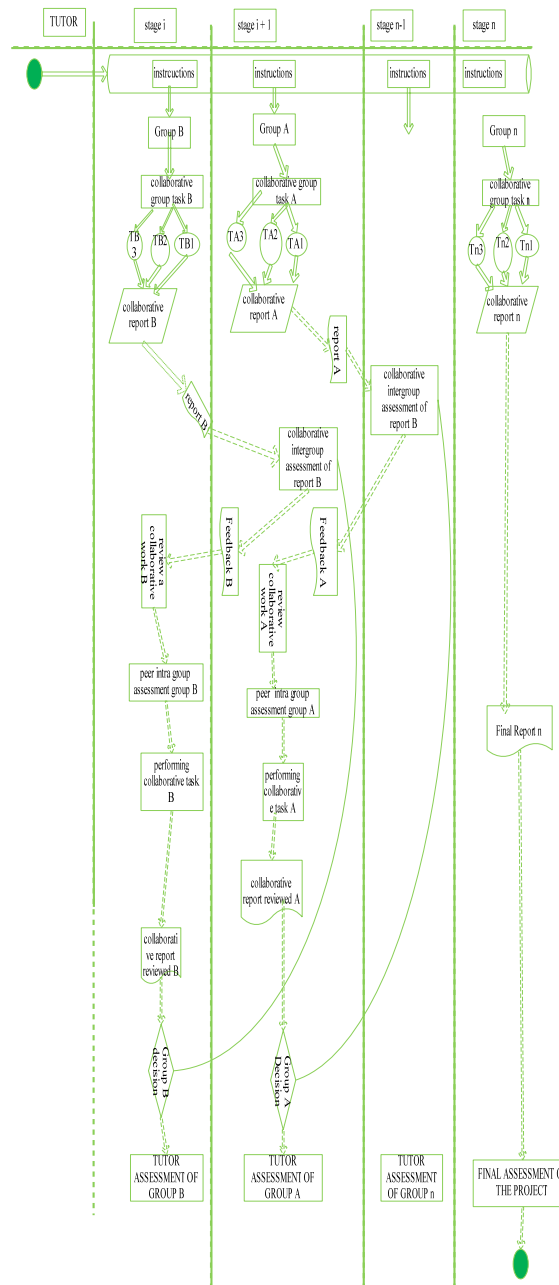 TUTOR
stage i
stage i + 1
stage n-1
stage n
instrcuctions
instructions
instructions
instructions
Group B
Group A
Group n
collaborative
group task B
collaborative group
task A
collaborative
group task n
TB
3
TB2
TB1
TA3
TA2
TA1
Tn3
Tn2
Tn1
collaborative
report B
collaborative
report A
collaborative
report n
report A
report B
collaborative
intergroup
assessment of
report B
collaborative
intergroup
assessment of
report B
Feedback B
Feedback A
review a
collaborative
work B
review
collaborative
work A
peer intra group
assessment group B
peer intra group
assessment group A
Final Report n
performing
collaborative task
B
performing
collaborativ
e task A
collaborative
report reviewed A
collaborati
ve report
reviewed B
Group B
decision
Group A
Decision
TUTOR
ASSESSMENT OF
GROUP B
TUTOR
ASSESSMENT OF
GROUP A
TUTOR
ASSESSMENT
OF GROUP n
FINAL ASSESSMENT O
THE PROJECT